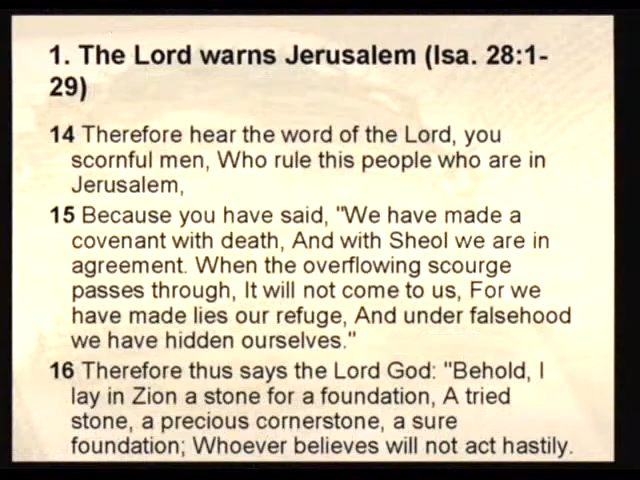 1. The Lord warns Jerusalem (Isa. 28:1-
29)
14 Therefore hear the word of the Lord, you
scornful men, Who rule this people who are in
Jerusalem,
15 Because you have said, "We have made a
covenant with death, And with Sheol we are in
agreement. When the overflowing scourge
passes through, It will not come to us, For we
have made lies our refuge, And under falsehood
we have hidden ourselves."
16 Therefore thus says the Lord God: "Behold, I
lay in Zion a stone for a foundation, A tried
stone, a precious cornerstone, a sure
foundation; Whoever believes will not act hastily.